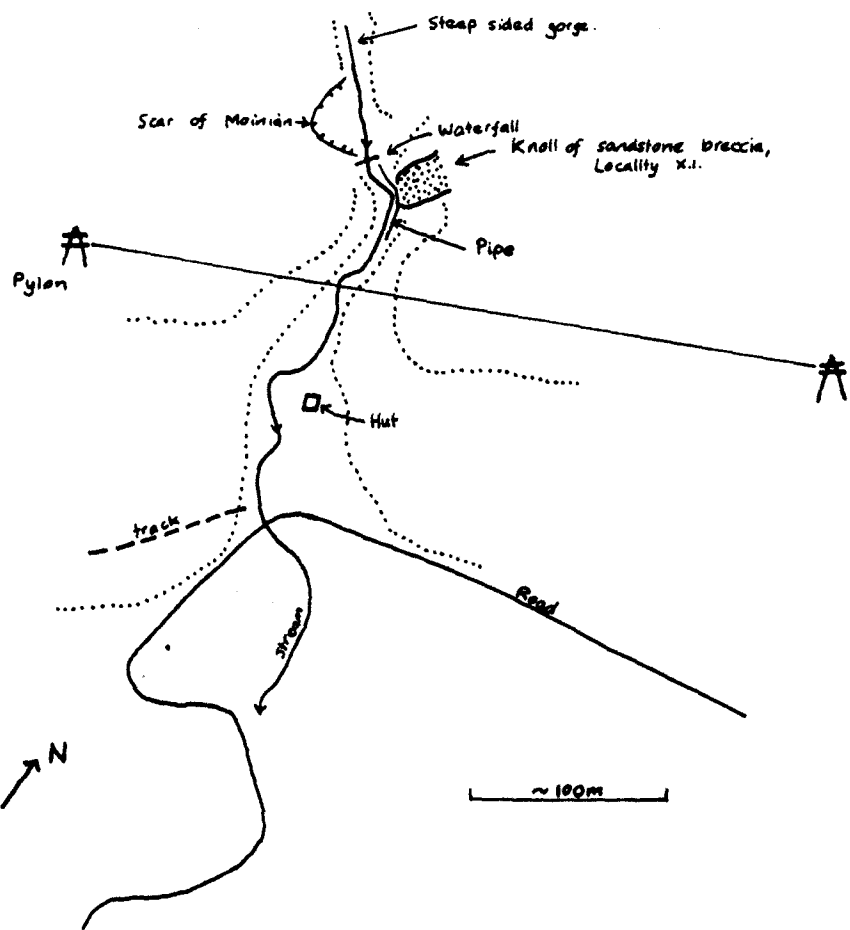 Steep sided gorge.
Scar of Moinian
Waterfall
Knoll of sandstone breccia,
Locality X.1.
Pipe
Pylon
Hut
track
Road
Stream
N
~100m